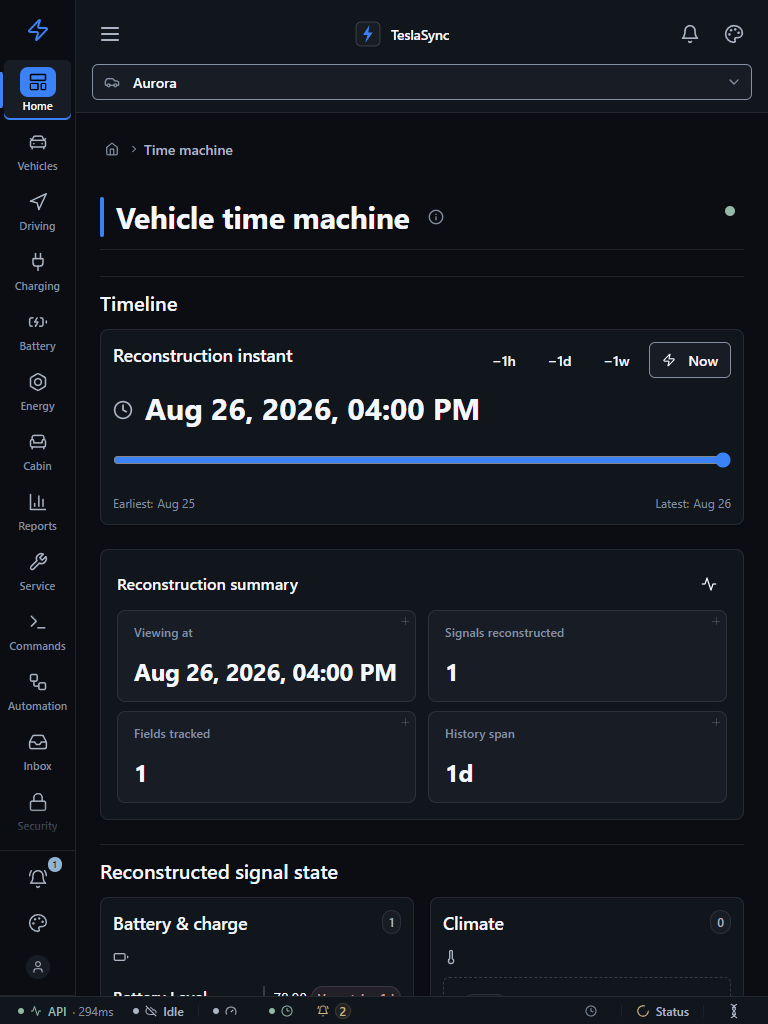 TeslaSync
Aurora
Home
Vehicles
Driving
Charging
Battery
Energy
Cabin
Reports
Service
Commands
Automation
Inbox
Security
1
Time machine
Vehicle time machine
Timeline
Reconstruction instant
−1h
−1d
−1w
Now
Aug 26, 2026, 04:00 PM
Earliest: Aug 25
Latest: Aug 26
Reconstruction summary
Viewing at
Aug 26, 2026, 04:00 PM
Signals reconstructed
1
Fields tracked
1
History span
1d
Reconstructed signal state
Battery & charge
1
Climate
0
Battery Level
API · 294ms
Idle
2
Status